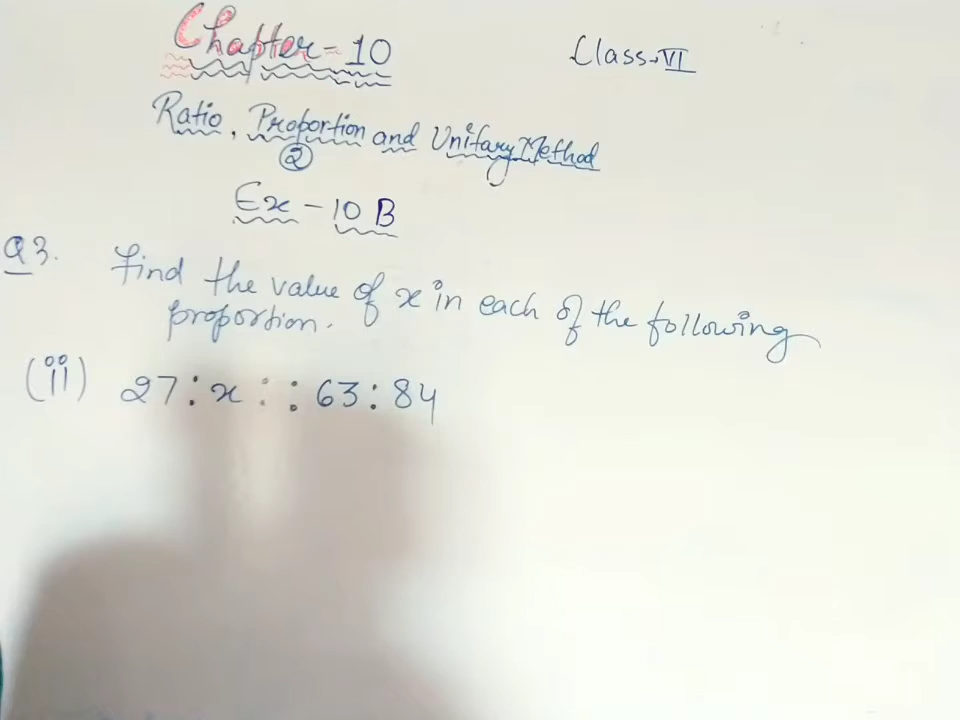 Chapter-10
Class-VI
Ratio, Proportion and Unitary Method
2
Ex-10 B
Q3. Find the value of x in each of the following
proportion.
(ii) 27:x::63:84